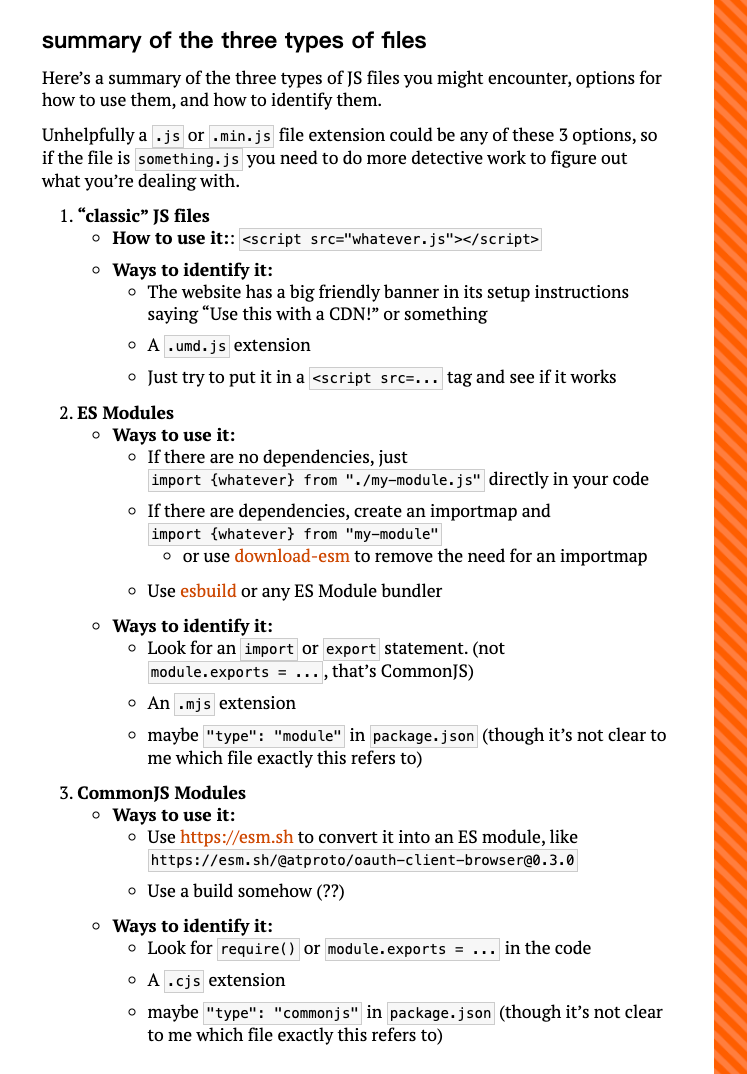 summary of the three types of files
Here’s a summary of the three types of JS files you might encounter, options for
how to use them, and how to identify them.
Unhelpfully a .js or .min.js file extension could be any of these 3 options, so
if the file is something.js you need to do more detective work to figure out
what you’re dealing with.
1. “classic” JS files
◦ How to use it:: <script src="whatever.js"></script>
◦ Ways to identify it:
◦ The website has a big friendly banner in its setup instructions
saying “Use this with a CDN!” or something
◦ A .umd.js extension
◦ Just try to put it in a <script src=... tag and see if it works
2. ES Modules
◦ Ways to use it:
◦ If there are no dependencies, just
import {whatever} from "./my-module.js" directly in your code
◦ If there are dependencies, create an importmap and
import {whatever} from "my-module"
◦ or use download-esm to remove the need for an importmap
◦ Use esbuild or any ES Module bundler
◦ Ways to identify it:
◦ Look for an import or export statement. (not
module.exports = ..., that’s CommonJS)
◦ An .mjs extension
◦ maybe "type": "module" in package.json (though it’s not clear to
me which file exactly this refers to)
3. CommonJS Modules
◦ Ways to use it:
◦ Use https://esm.sh to convert it into an ES module, like
https://esm.sh/@atproto/oauth-client-browser@0.3.0
◦ Use a build somehow (??)
◦ Ways to identify it:
◦ Look for require() or module.exports = ... in the code
◦ A .cjs extension
◦ maybe "type": "commonjs" in package.json (though it’s not clear
to me which file exactly this refers to)